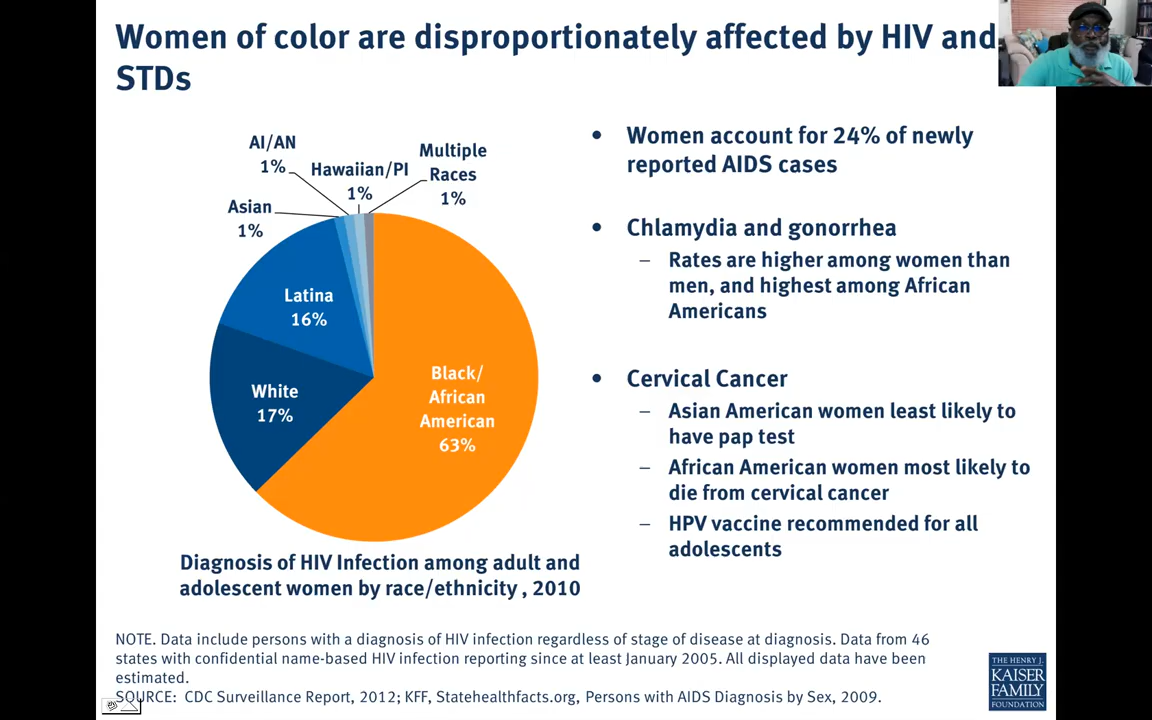 Women of color are disproportionately affected by HIV and
STDs
AI/AN
1%
Hawaiian/PI
1%
Multiple
Races
1%
Asian
1%
Latina
16%
White
17%
Black/
African
American
63%
Diagnosis of HIV Infection among adult and
adolescent women by race/ethnicity , 2010
• Women account for 24% of newly
reported AIDS cases
• Chlamydia and gonorrhea
– Rates are higher among women than
men, and highest among African
Americans
• Cervical Cancer
– Asian American women least likely to
have pap test
– African American women most likely to
die from cervical cancer
– HPV vaccine recommended for all
adolescents
NOTE. Data include persons with a diagnosis of HIV infection regardless of stage of disease at diagnosis. Data from 46
states with confidential name-based HIV infection reporting since at least January 2005. All displayed data have been
estimated.
SOURCE: CDC Surveillance Report, 2012; KFF, Statehealthfacts.org, Persons with AIDS Diagnosis by Sex, 2009.
THE HENRY J.
KAISER
FAMILY
FOUNDATION